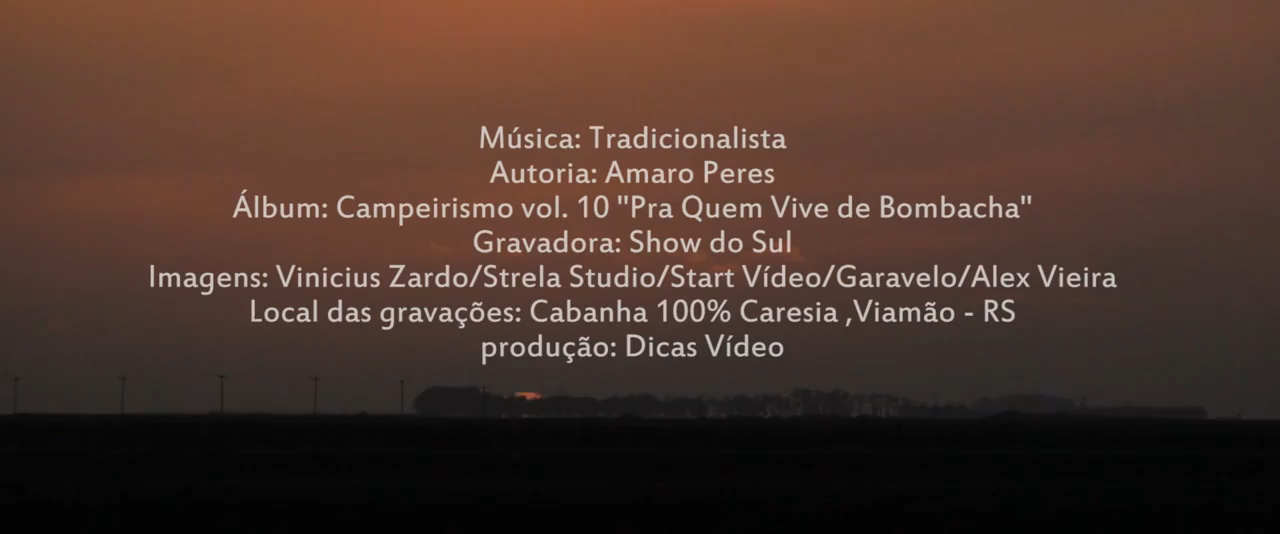 Música: Tradicionalista
Autoria: Amaro Peres
Álbum: Campeirismo vol. 10 "Pra Quem Vive de Bombacha"
Gravadora: Show do Sul
Imagens: Vinicius Zardo/Strela Studio/Start Vídeo/Garavelo/Alex Vieira
Local das gravações: Cabanha 100% Caresia ,Viamão - RS
produção: Dicas Vídeo